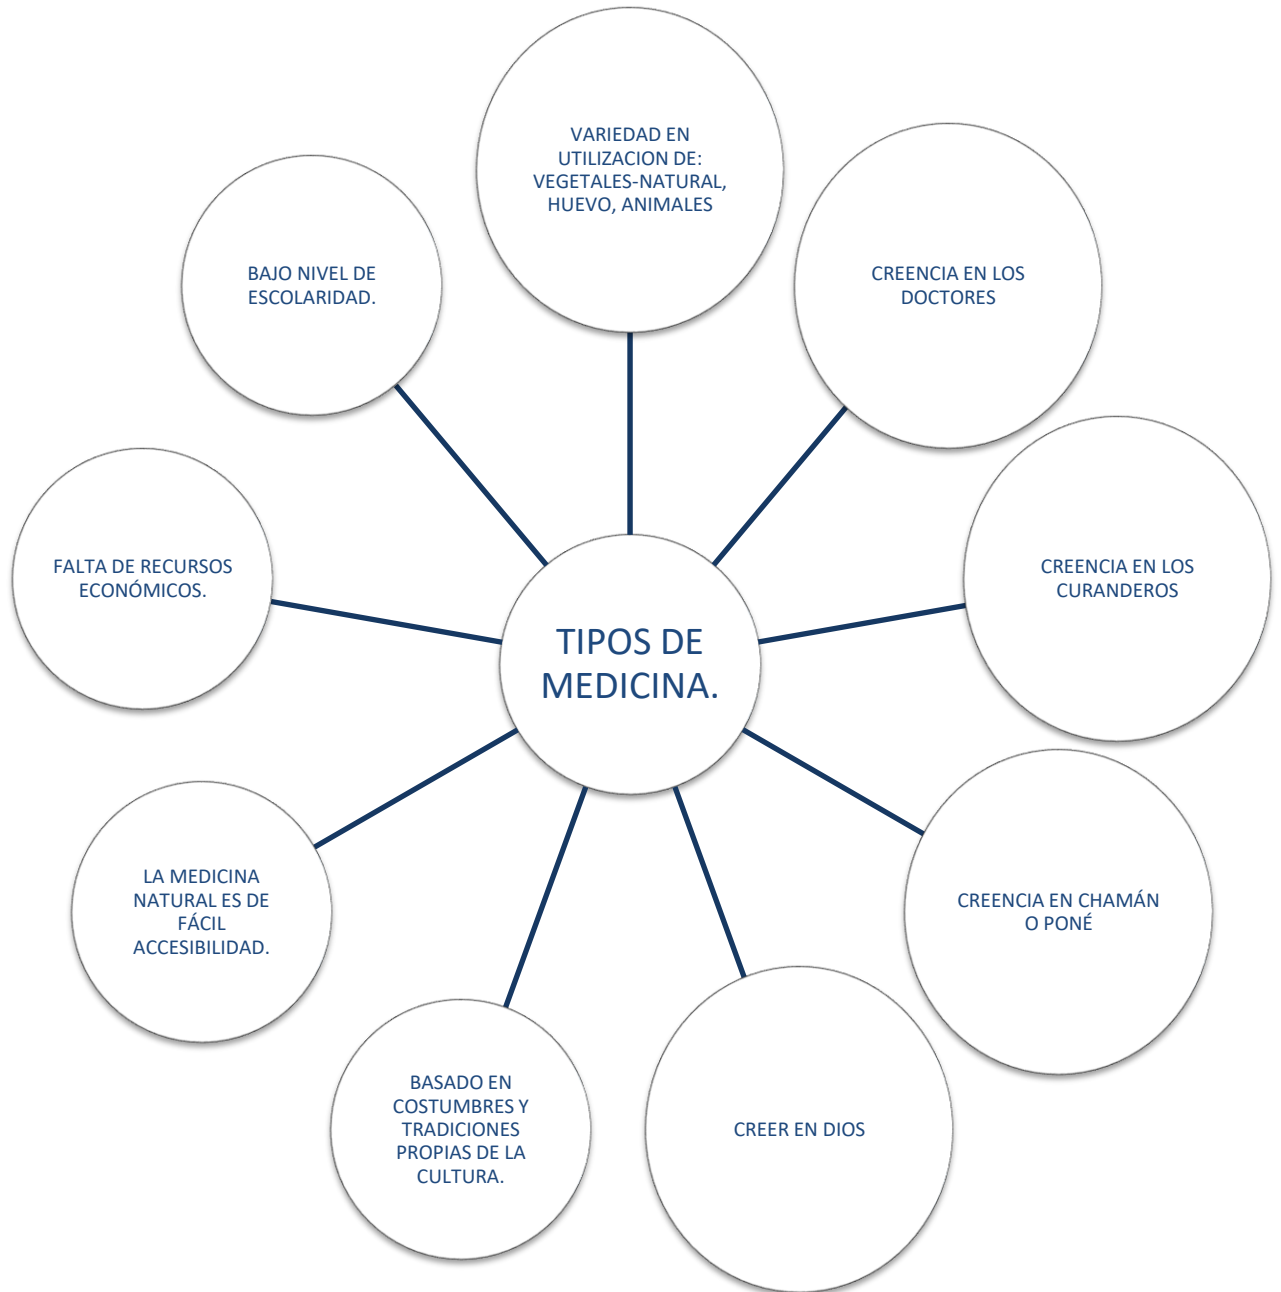 VARIEDAD EN
UTILIZACION DE:
VEGETALES-NATURAL,
HUEVO, ANIMALES
CREENCIA EN LOS
DOCTORES
CREENCIA EN LOS
CURANDEROS
CREENCIA EN CHAMÁN
O PONÉ
CREER EN DIOS
BASADO EN
COSTUMBRES Y
TRADICIONES
PROPIAS DE LA
CULTURA.
LA MEDICINA
NATURAL ES DE
FÁCIL
ACCESIBILIDAD.
FALTA DE RECURSOS
ECONÓMICOS.
BAJO NIVEL DE
ESCOLARIDAD.
TIPOS DE
MEDICINA.